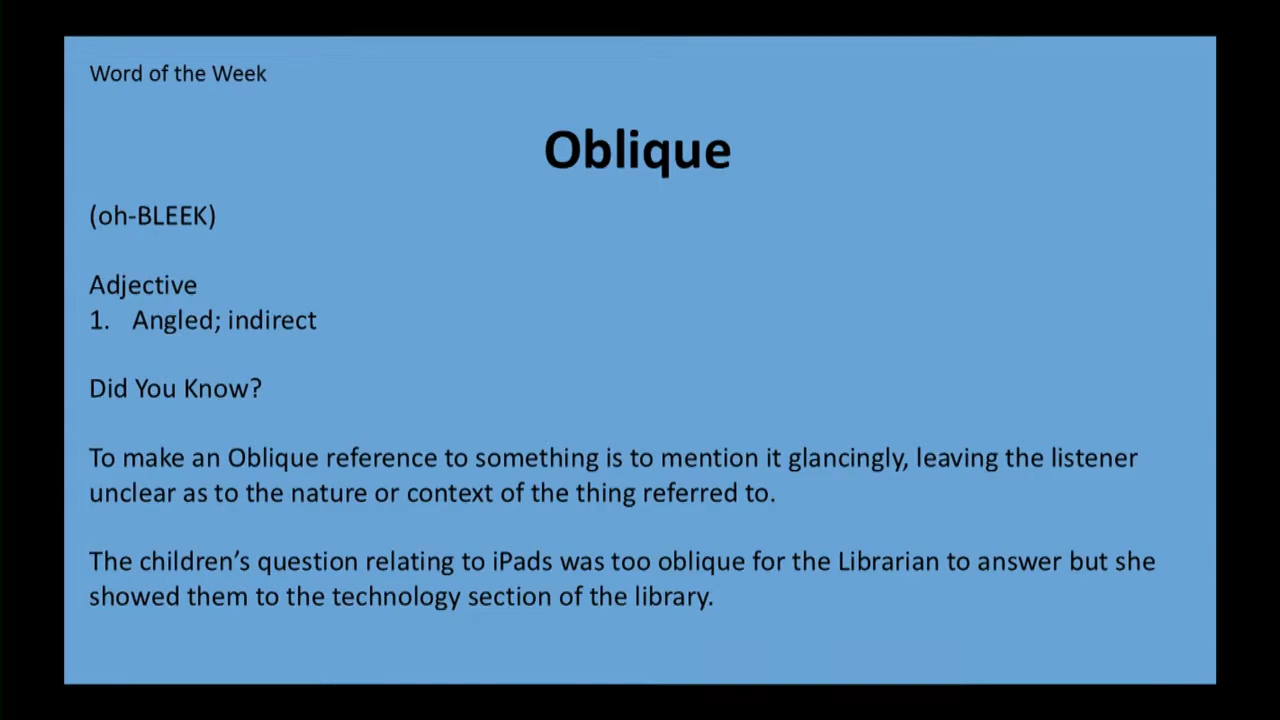 Word of the Week
Oblique
(oh-BLEEK)
Adjective
1. Angled; indirect
Did You Know?
To make an Oblique reference to something is to mention it glancingly, leaving the listener
unclear as to the nature or context of the thing referred to.
The children’s question relating to iPads was too oblique for the Librarian to answer but she
showed them to the technology section of the library.